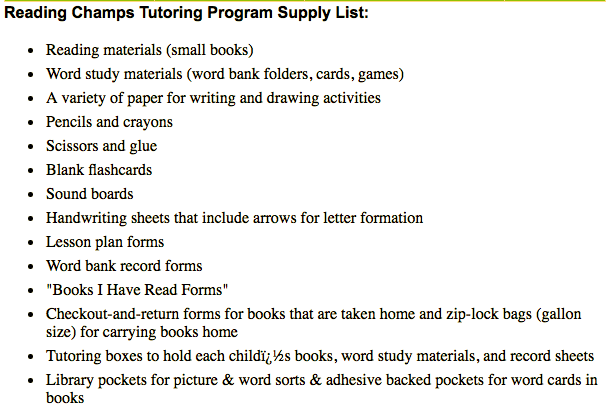 Reading Champs Tutoring Program Supply List:
• Reading materials (small books)
• Word study materials (word bank folders, cards, games)
• A variety of paper for writing and drawing activities
• Pencils and crayons
• Scissors and glue
• Blank flashcards
• Sound boards
• Handwriting sheets that include arrows for letter formation
• Lesson plan forms
• Word bank record forms
• "Books I Have Read Forms"
• Checkout-and-return forms for books that are taken home and zip-lock bags (gallon
size) for carrying books home
• Tutoring boxes to hold each childï¿½s books, word study materials, and record sheets
• Library pockets for picture & word sorts & adhesive backed pockets for word cards in
books